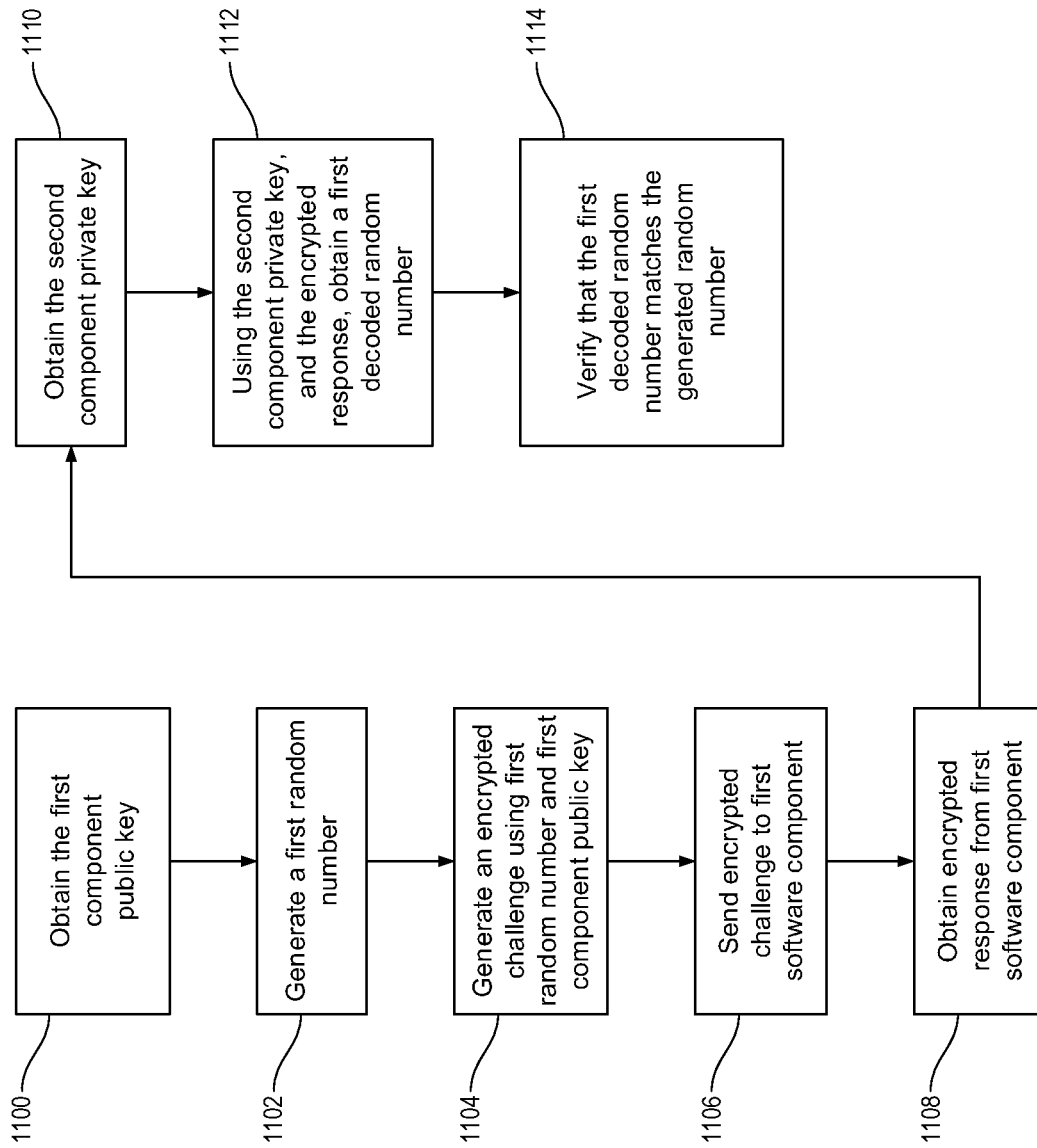 1100
Obtain the first
component
public key
1102
Generate a first random
number
1104
Generate an encrypted
challenge using first
random number and first
component public key
1106
Send encrypted
challenge to first
software component
1108
Obtain encrypted
response from first
software component
1110
Obtain the second
component private key
1112
Using the second
component private key,
and the encrypted
response, obtain a first
decoded random
number
1114
Verify that the first
decoded random
number matches the
generated random
number